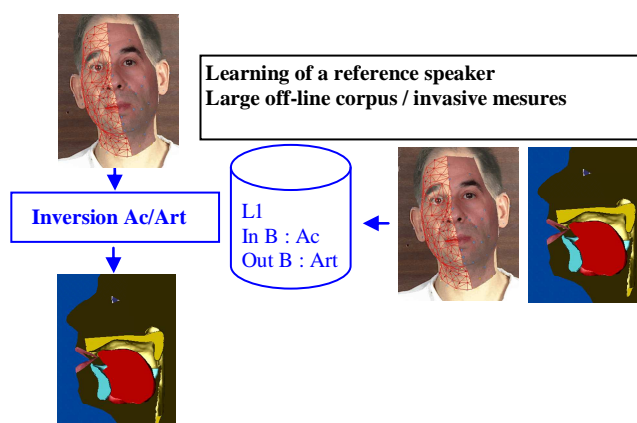 Learning of a reference speaker
Large off-line corpus / invasive mesures
Inversion Ac/Art
L1
In B : Ac
Out B : Art